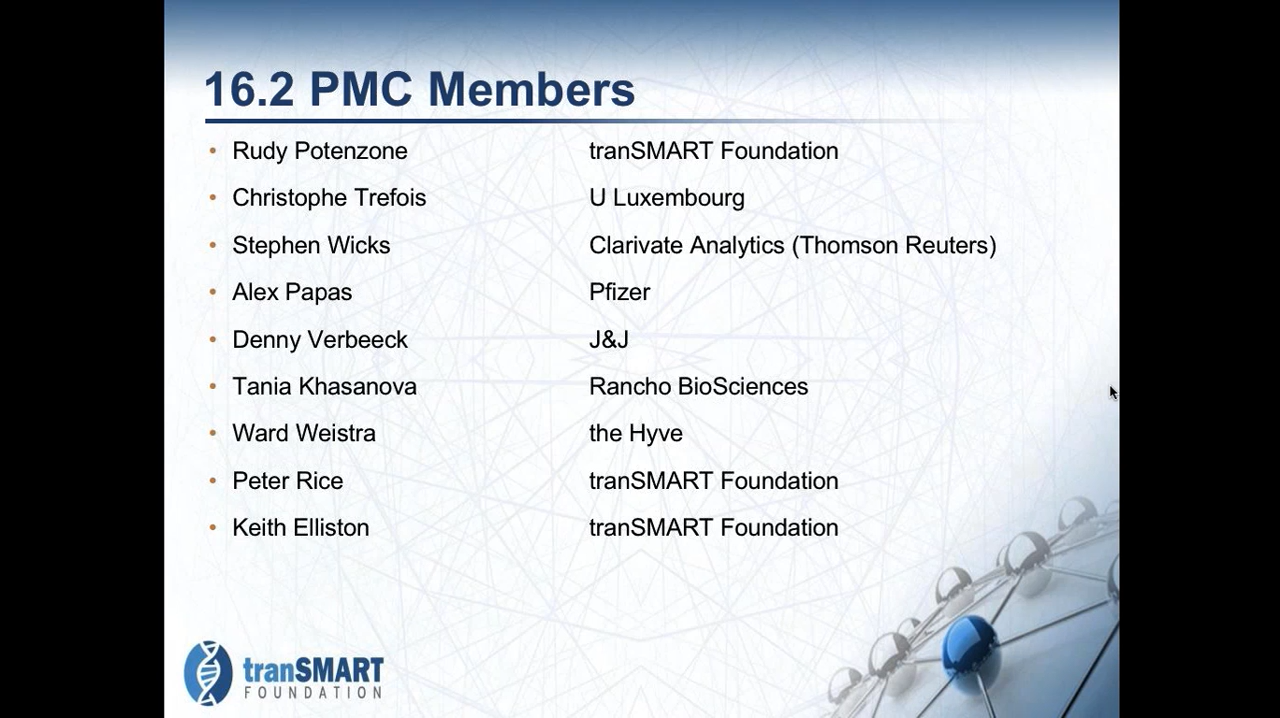 16.2 PMC Members
• Rudy Potenzone tranSMART Foundation
• Christophe Trefois U Luxembourg
• Stephen Wicks Clarivate Analytics (Thomson Reuters)
• Alex Papas Pfizer
• Denny Verbeeck J&J
• Tania Khasanova Rancho BioSciences
• Ward Weistra the Hyve
• Peter Rice tranSMART Foundation
• Keith Elliston tranSMART Foundation
tranSMART
FOUNDATION